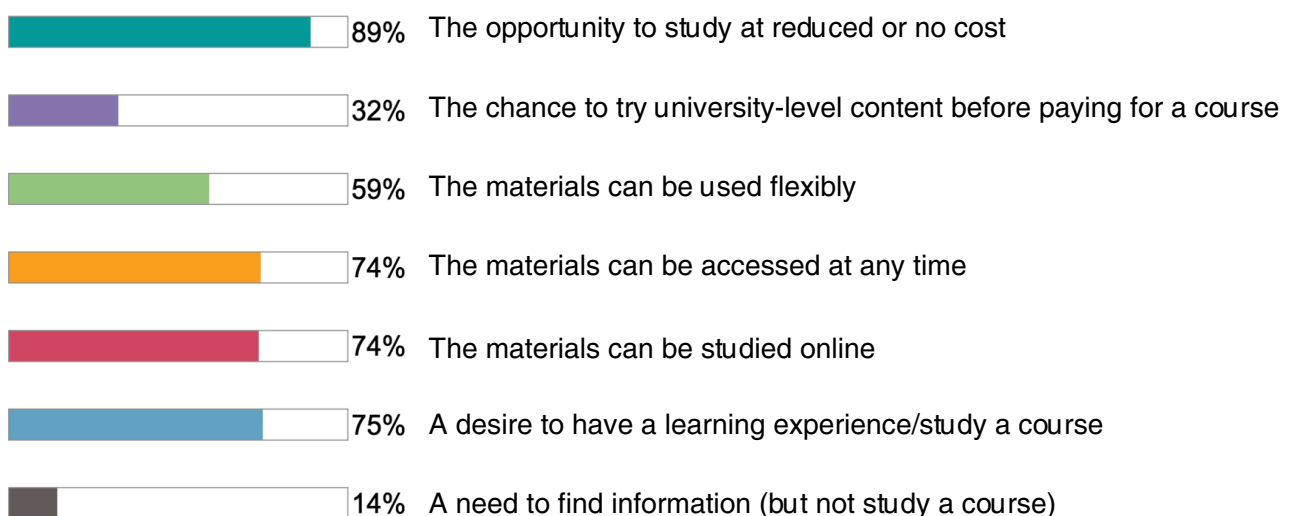 89% The opportunity to study at reduced or no cost
32% The chance to try university-level content before paying for a course
59% The materials can be used flexibly
74% The materials can be accessed at any time
74% The materials can be studied online
75% A desire to have a learning experience/study a course
14% A need to find information (but not study a course)